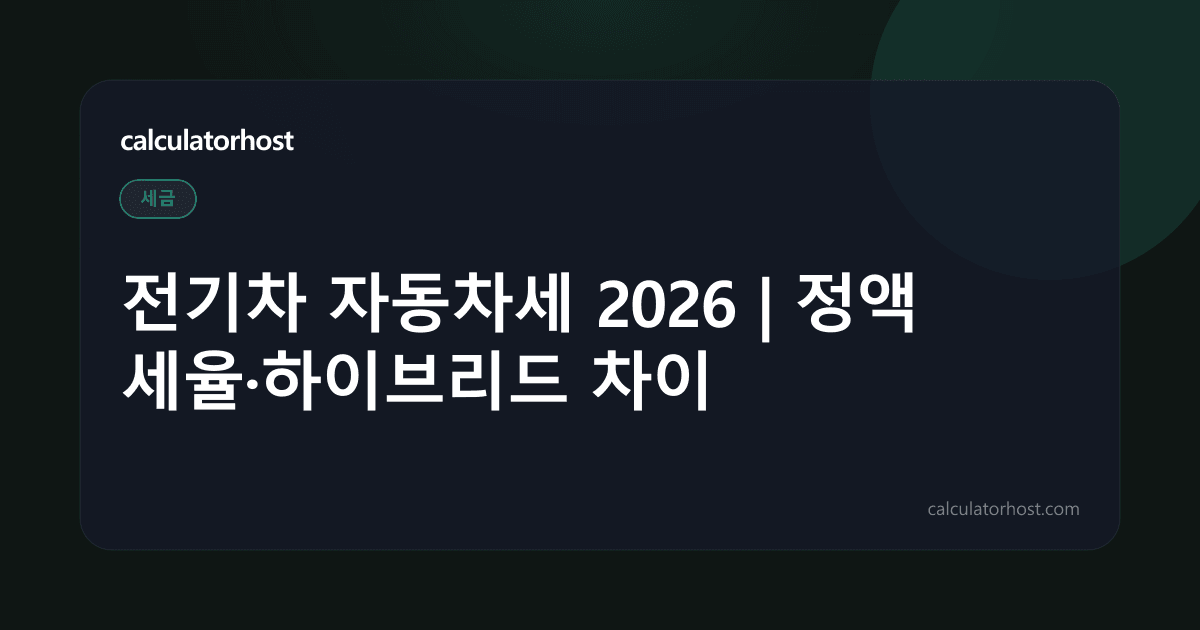 calculatorhost
세금
전기차 자동차세 2026 | 정액
세율·하이브리드 차이
calculatorhost.com